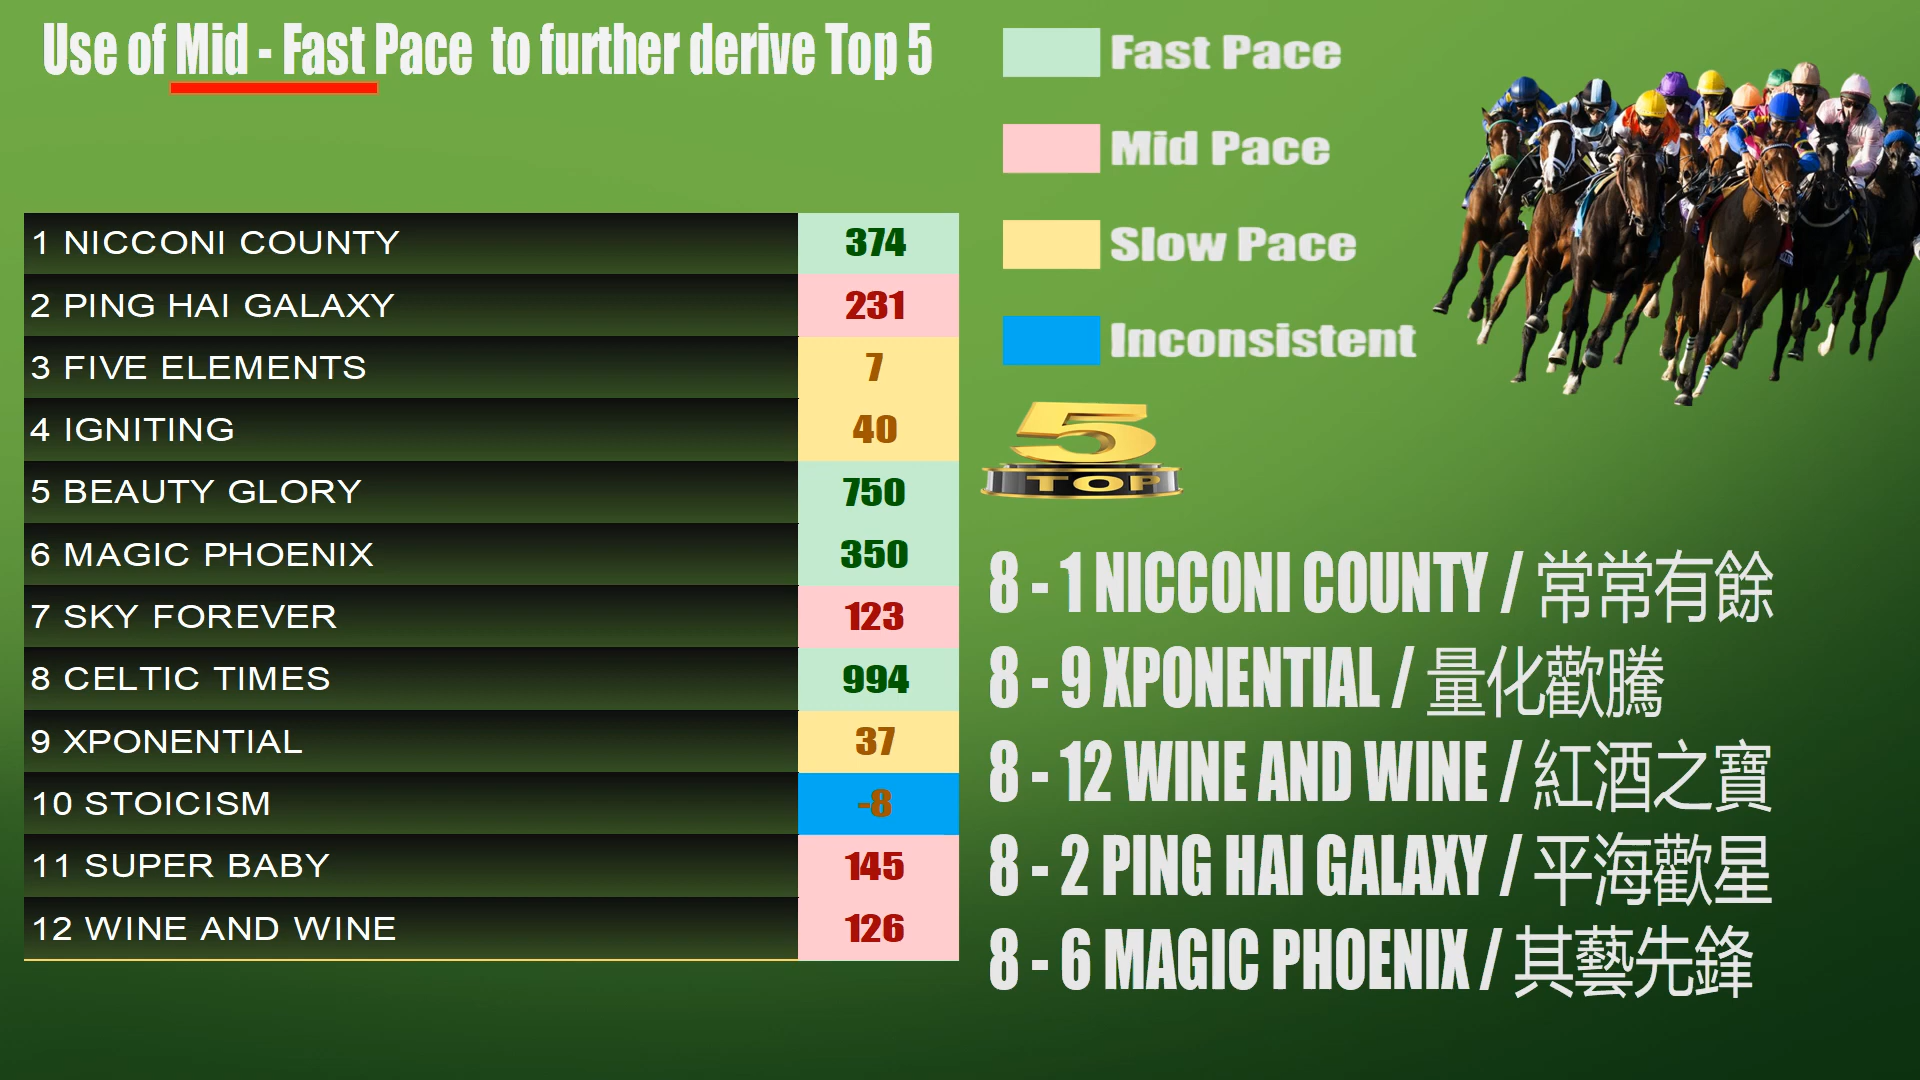 Use of Mid - Fast Pace to further derive Top 5
Fast Pace
Mid Pace
Slow Pace
Inconsistent
1 NICCONI COUNTY 374
2 PING HAI GALAXY 231
3 FIVE ELEMENTS 7
4 IGNITING 40
5 BEAUTY GLORY 750
6 MAGIC PHOENIX 350
7 SKY FOREVER 123
8 CELTIC TIMES 994
9 XPONENTIAL 37
10 STOICISM -8
11 SUPER BABY 145
12 WINE AND WINE 126
5
TOP
8 - 1 NICCONI COUNTY / 常常有餘
8 - 9 XPONENTIAL / 量化歡騰
8 - 12 WINE AND WINE / 紅酒之寶
8 - 2 PING HAI GALAXY / 平海歡星
8 - 6 MAGIC PHOENIX / 其藝先鋒